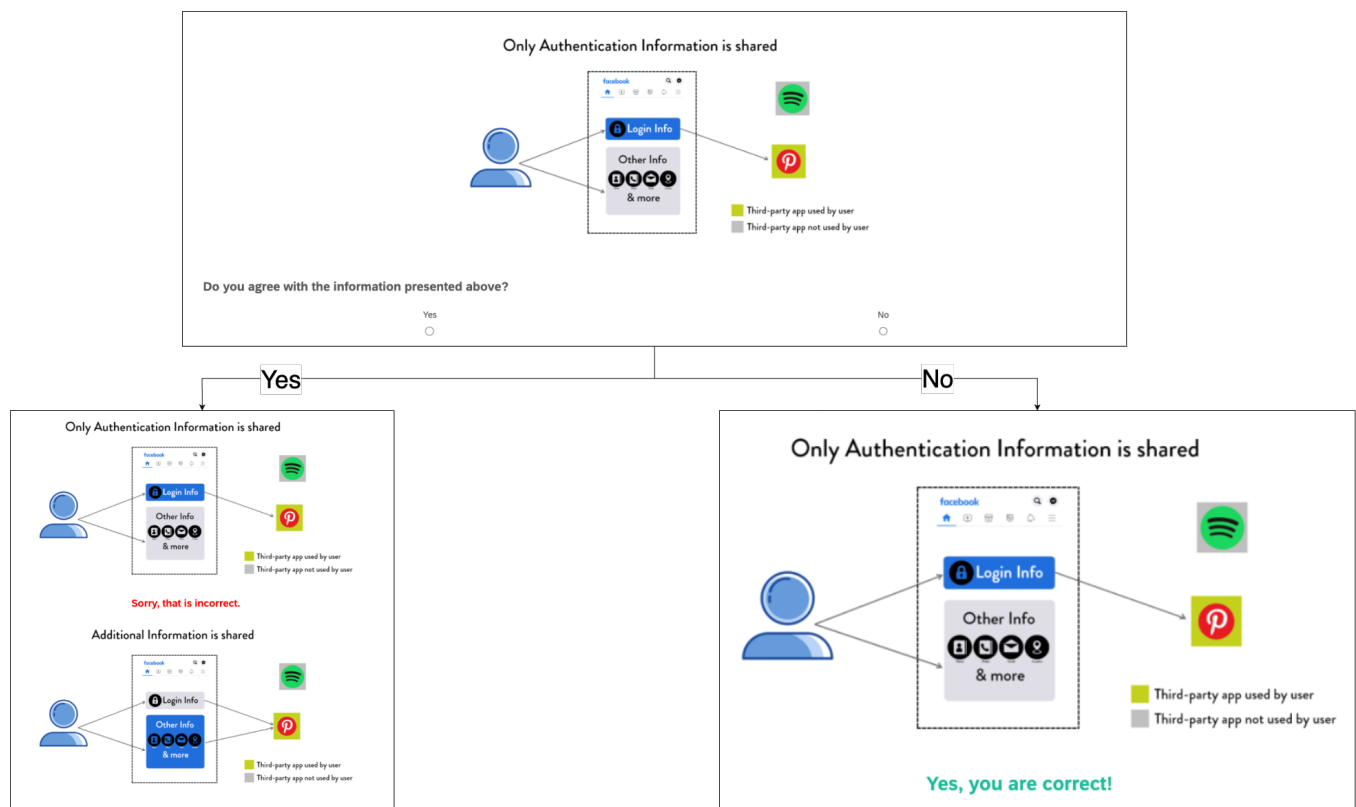 Only Authentication Information is shared
facebook
Login Info
Other Info
& more
Third-party app used by user
Third-party app not used by user
Do you agree with the information presented above?
Yes
No
Yes
No
Only Authentication Information is shared
facebook
Login Info
Other Info
& more
Third-party app used by user
Third-party app not used by user
Sorry, that is incorrect.
Additional Information is shared
facebook
Login Info
Other Info
& more
Third-party app used by user
Third-party app not used by user
Only Authentication Information is shared
facebook
Login Info
Other Info
& more
Third-party app used by user
Third-party app not used by user
Yes, you are correct!